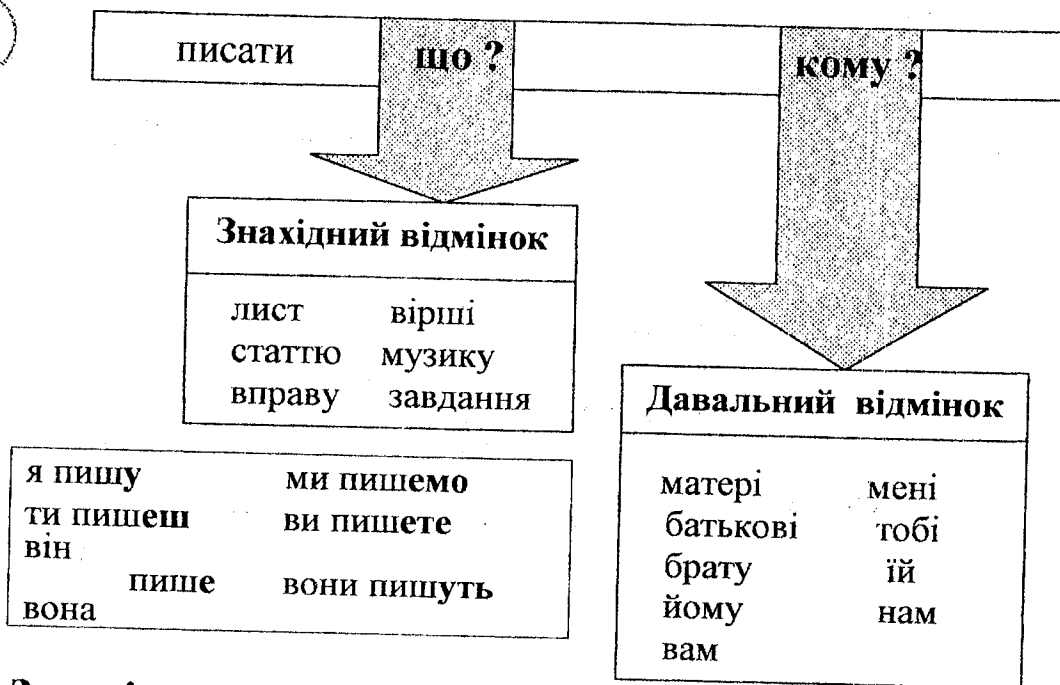 писати що ? кому ?
Знахідний відмінок
лист вірші
статтю музику
вправу завдання
Давальний відмінок
матері мені
батькові тобі
брату їй
йому нам
вам
я пишу ми пишемо
ти пишеш ви пишете
він
пише вони пишуть
вона